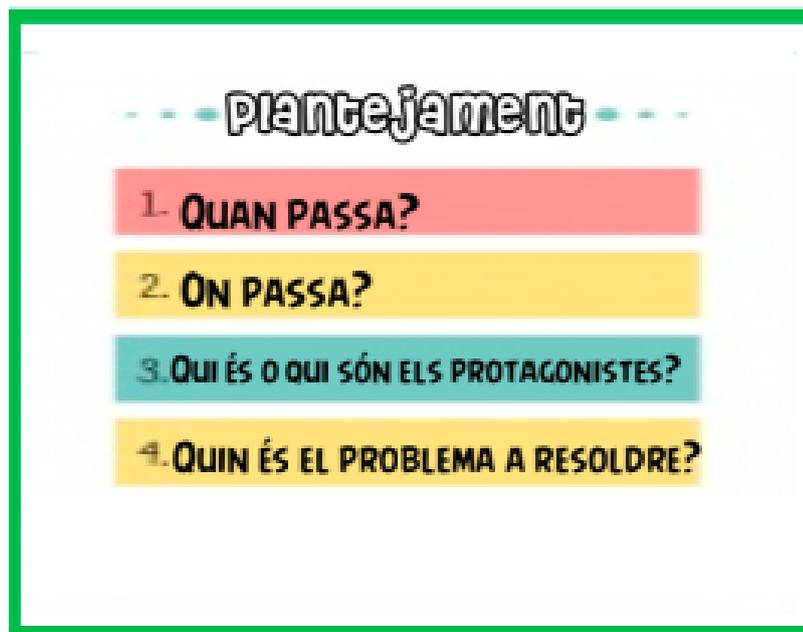 Plantejament
1. QUAN PASSA?
2. ON PASSA?
3. QUI ÉS O QUI SÓN ELS PROTAGONISTES?
4. QUIN ÉS EL PROBLEMA A RESOLDRE?